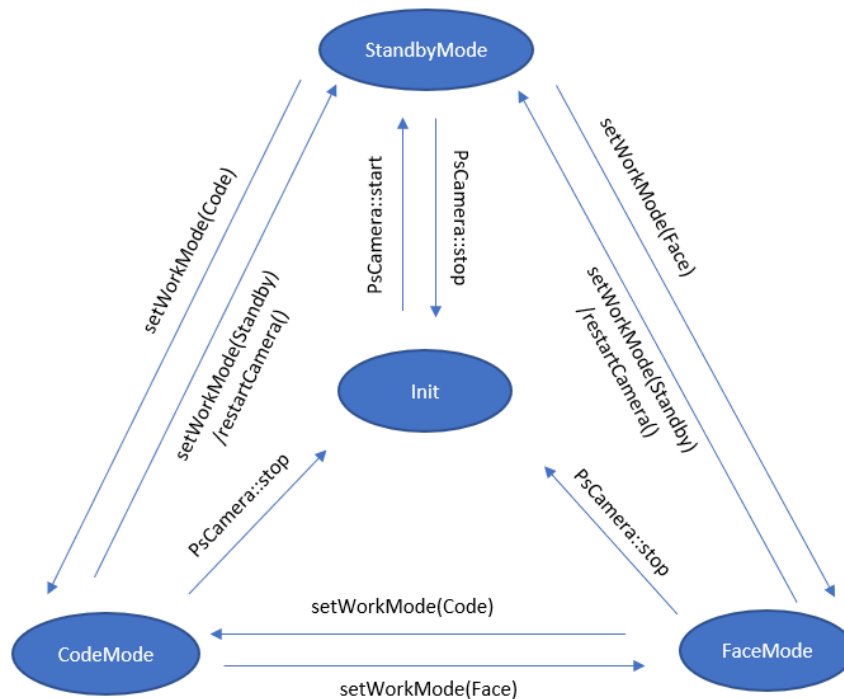 StandbyMode
setWorkMode(Code)
setWorkMode(Standby)
/restartCamera()
PsCamera::start
PsCamera::stop
setWorkMode(Face)
setWorkMode(Standby)
/restartCamera()
Init
PsCamera::stop
PsCamera::stop
setWorkMode(Code)
CodeMode
FaceMode
setWorkMode(Face)